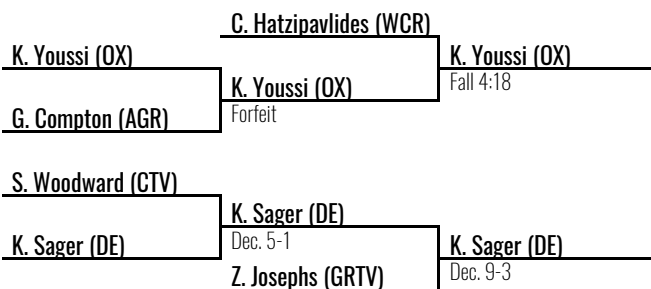 C. Hatzipavlides (WCR)
K. Youssi (OX)
K. Youssi (OX)
Fall 4:18
K. Youssi (OX)
Forfeit
G. Compton (AGR)
S. Woodward (CTV)
K. Sager (DE)
Dec. 5-1
K. Sager (DE)
K. Sager (DE)
Dec. 9-3
Z. Josephs (GRTV)